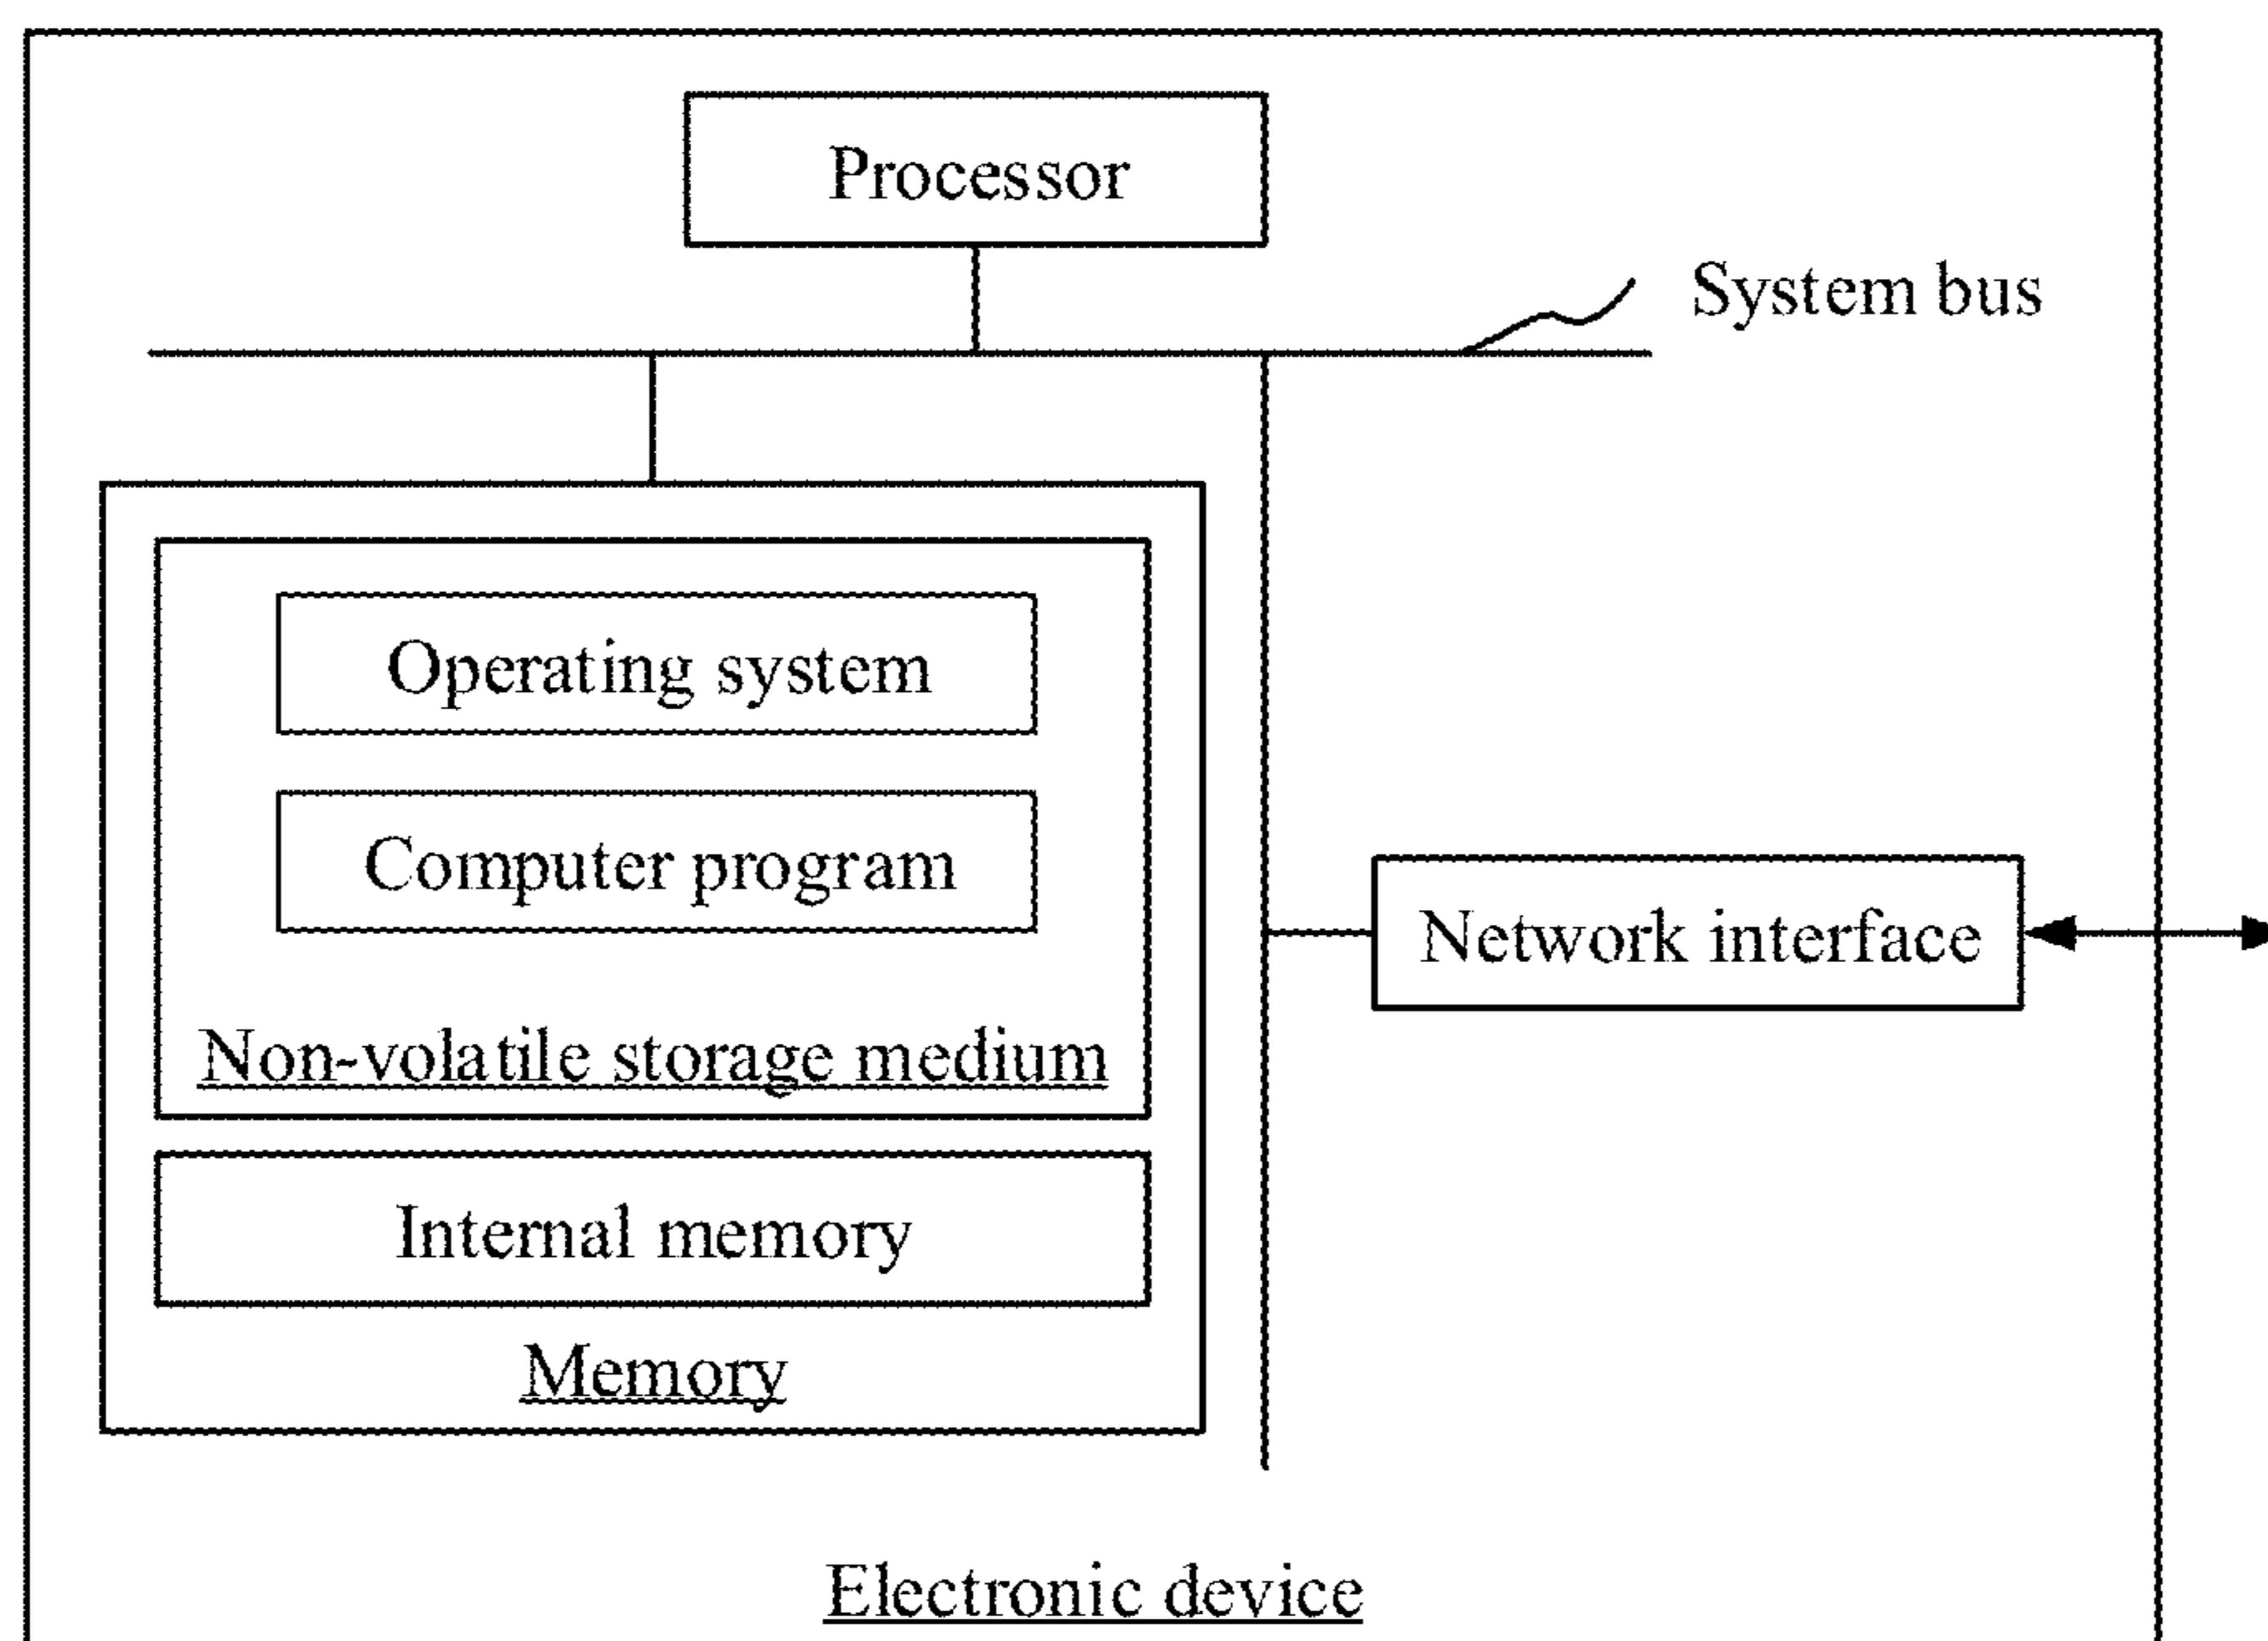 Processor
System bus
Operating system
Computer program
Network interface
Non-volatile storage medium
Internal memory
Memory
Electronic device